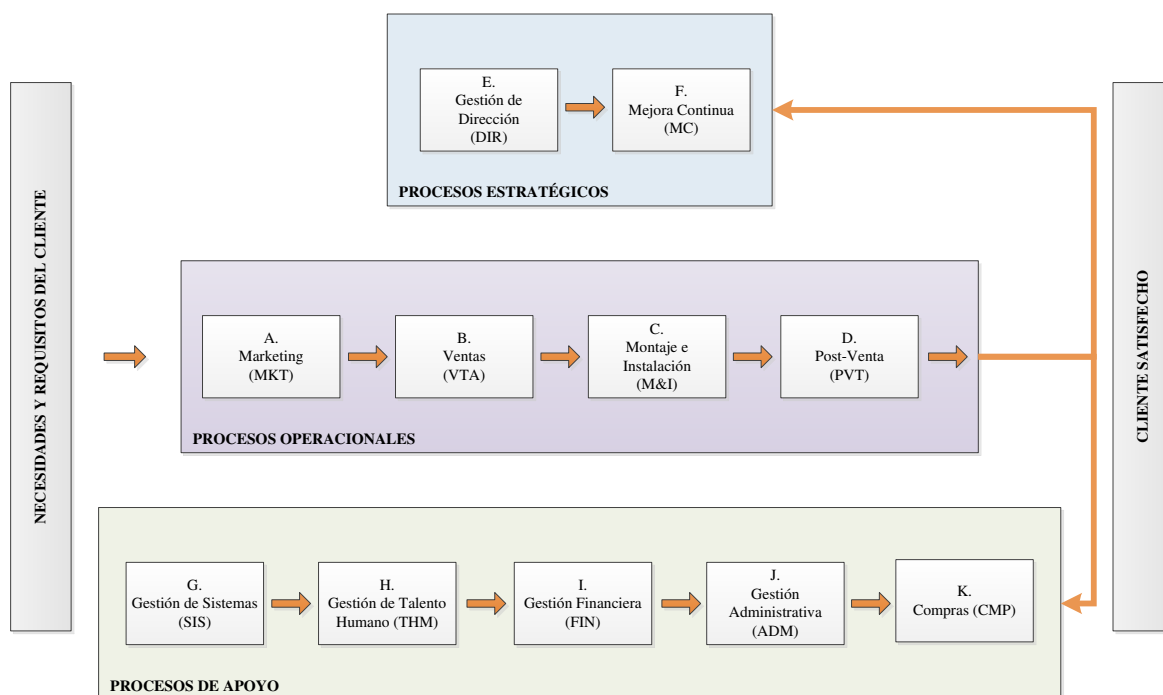 E.
Gestión de
Dirección
(DIR)
F.
Mejora Continua
(MC)
PROCESOS ESTRATÉGICOS
NECESIDADES Y REQUISITOS DEL CLIENTE
A.
Marketing
(MKT)
B.
Ventas
(VTA)
C.
Montaje e
Instalación
(M&I)
D.
Post-Venta
(PVT)
PROCESOS OPERACIONALES
CLIENTE SATISFECHO
G.
Gestión de Sistemas
(SIS)
H.
Gestión de Talento
Humano (THM)
I.
Gestión Financiera
(FIN)
J.
Gestión
Administrativa
(ADM)
K.
Compras (CMP)
PROCESOS DE APOYO